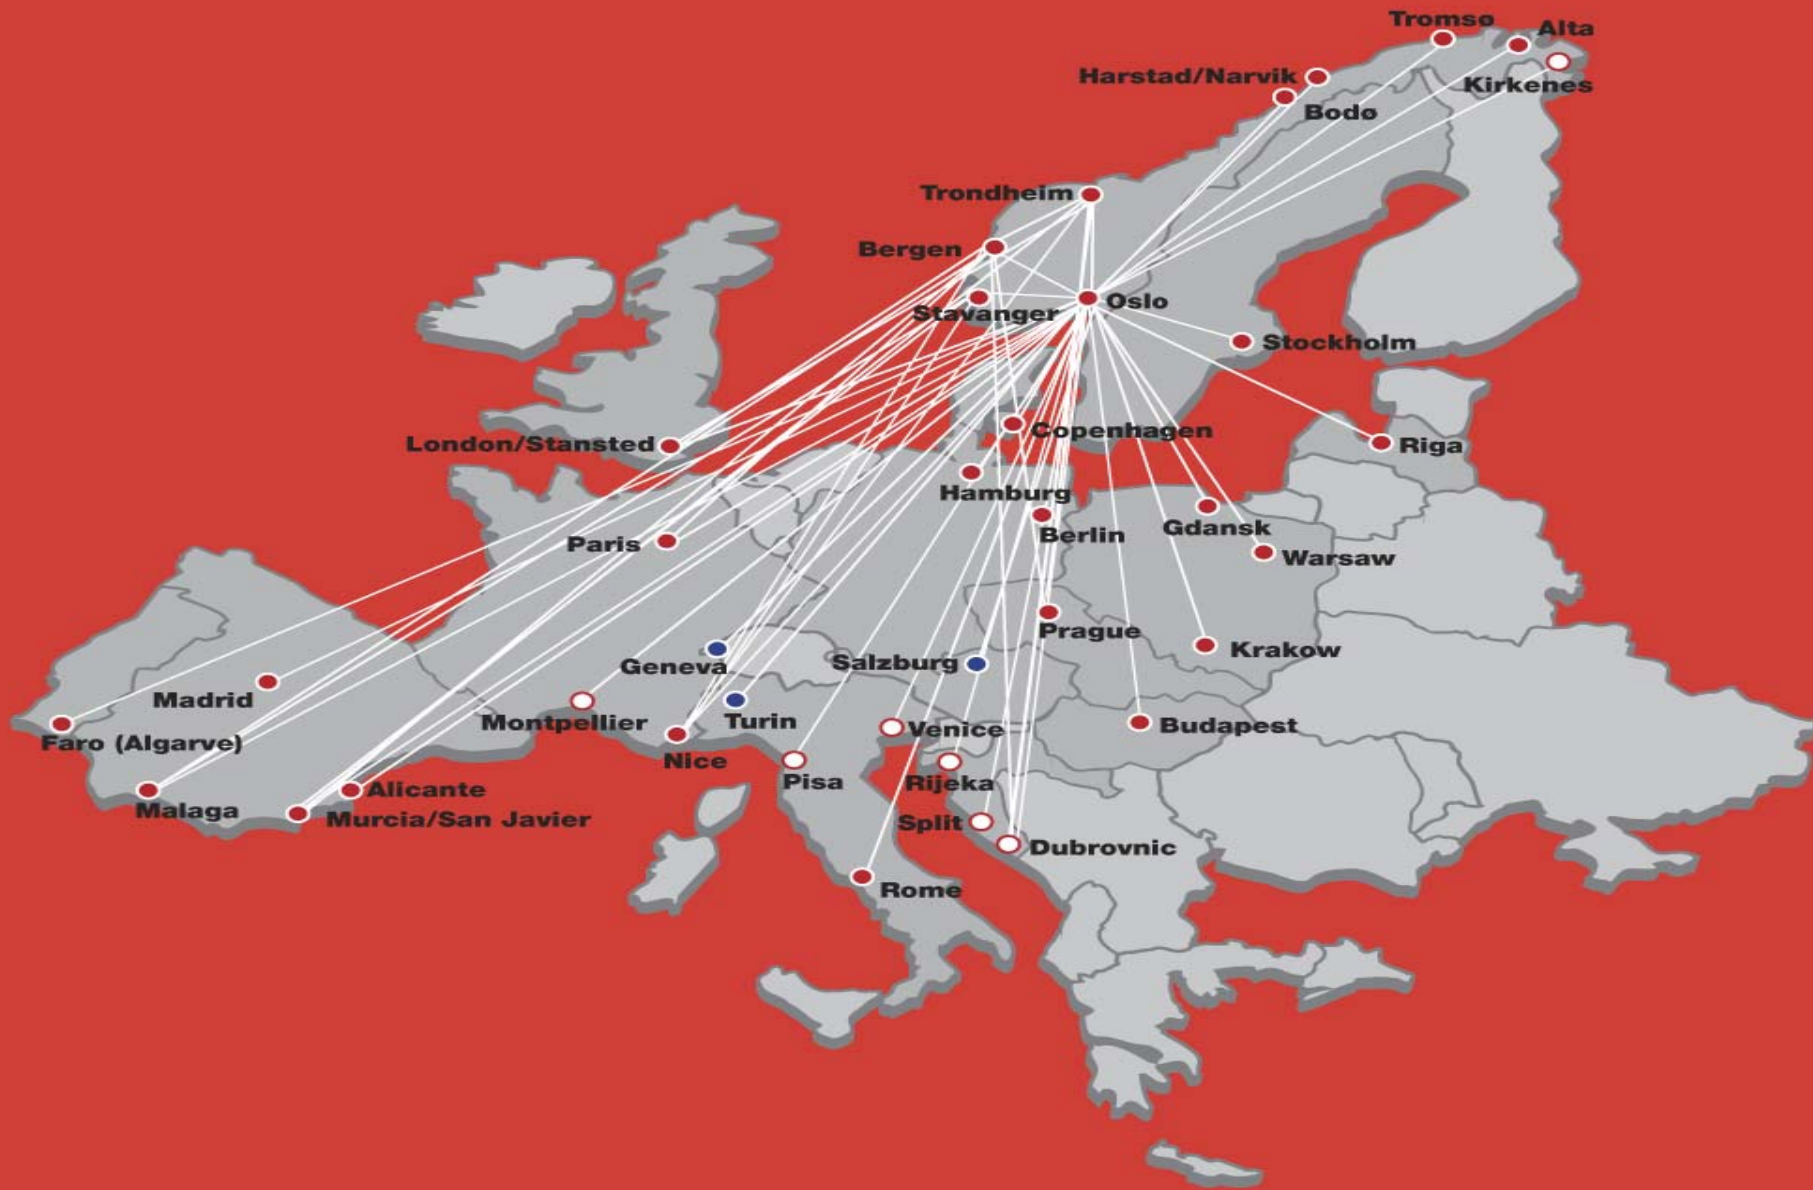 Tromsø
Alta
Harstad/Narvik
Kirkenes
Bodø
Trondheim
Bergen
Stavanger
Oslo
Stockholm
London/Stansted
Copenhagen
Riga
Hamburg
Gdansk
Berlin
Paris
Warsaw
Prague
Krakow
Geneva
Salzburg
Madrid
Montpellier
Turin
Venice
Budapest
Faro (Algarve)
Nice
Pisa
Rijeka
Alicante
Malaga
Murcia/San Javier
Split
Dubrovnic
Rome